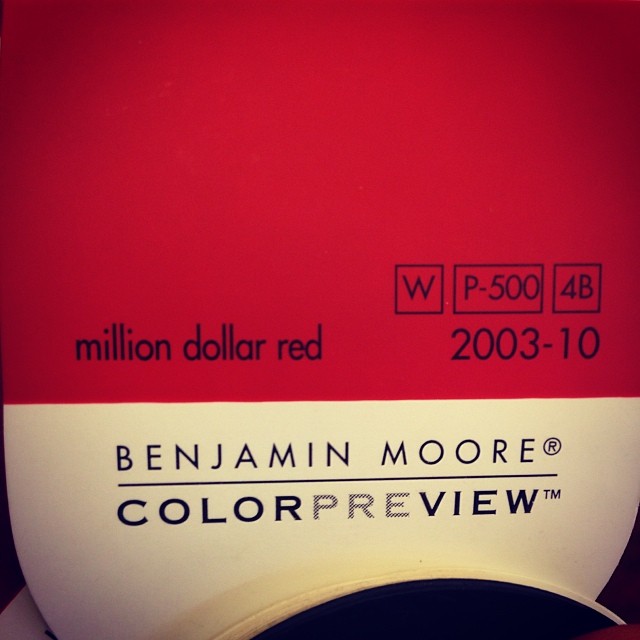 W P-500 4B
million dollar red 2003-10
BENJAMIN MOORE®
COLORPREVIEW™